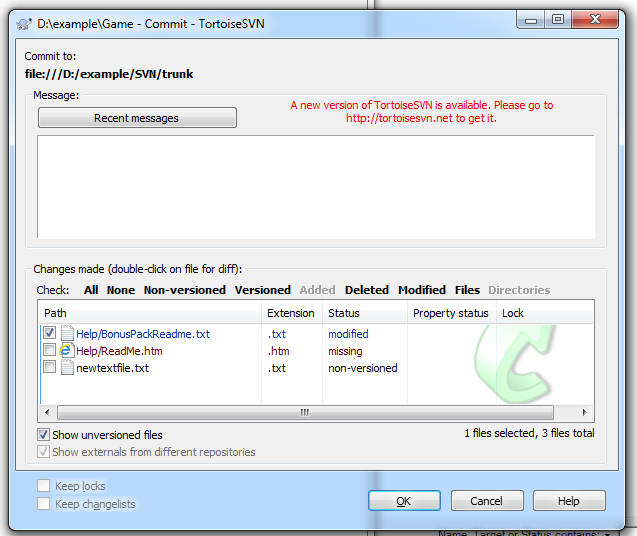 D:\example\Game - Commit - TortoiseSVN
Commit to:
file:///D:/example/SVN/trunk
Message:
Recent messages
A new version of TortoiseSVN is available. Please go to
http://tortoisesvn.net to get it.
Changes made (double-click on file for diff):
Check: All None Non-versioned Versioned Added Deleted Modified Files Directories
Path Extension Status Property status Lock
Help/BonusPackReadme.txt .txt modified
Help/ReadMe.htm .htm missing
newtextfile.txt .txt non-versioned
Show unversioned files
1 files selected, 3 files total
Show externals from different repositories
Keep locks
Keep changelists
OK Cancel Help
Name, Target or Status contains: